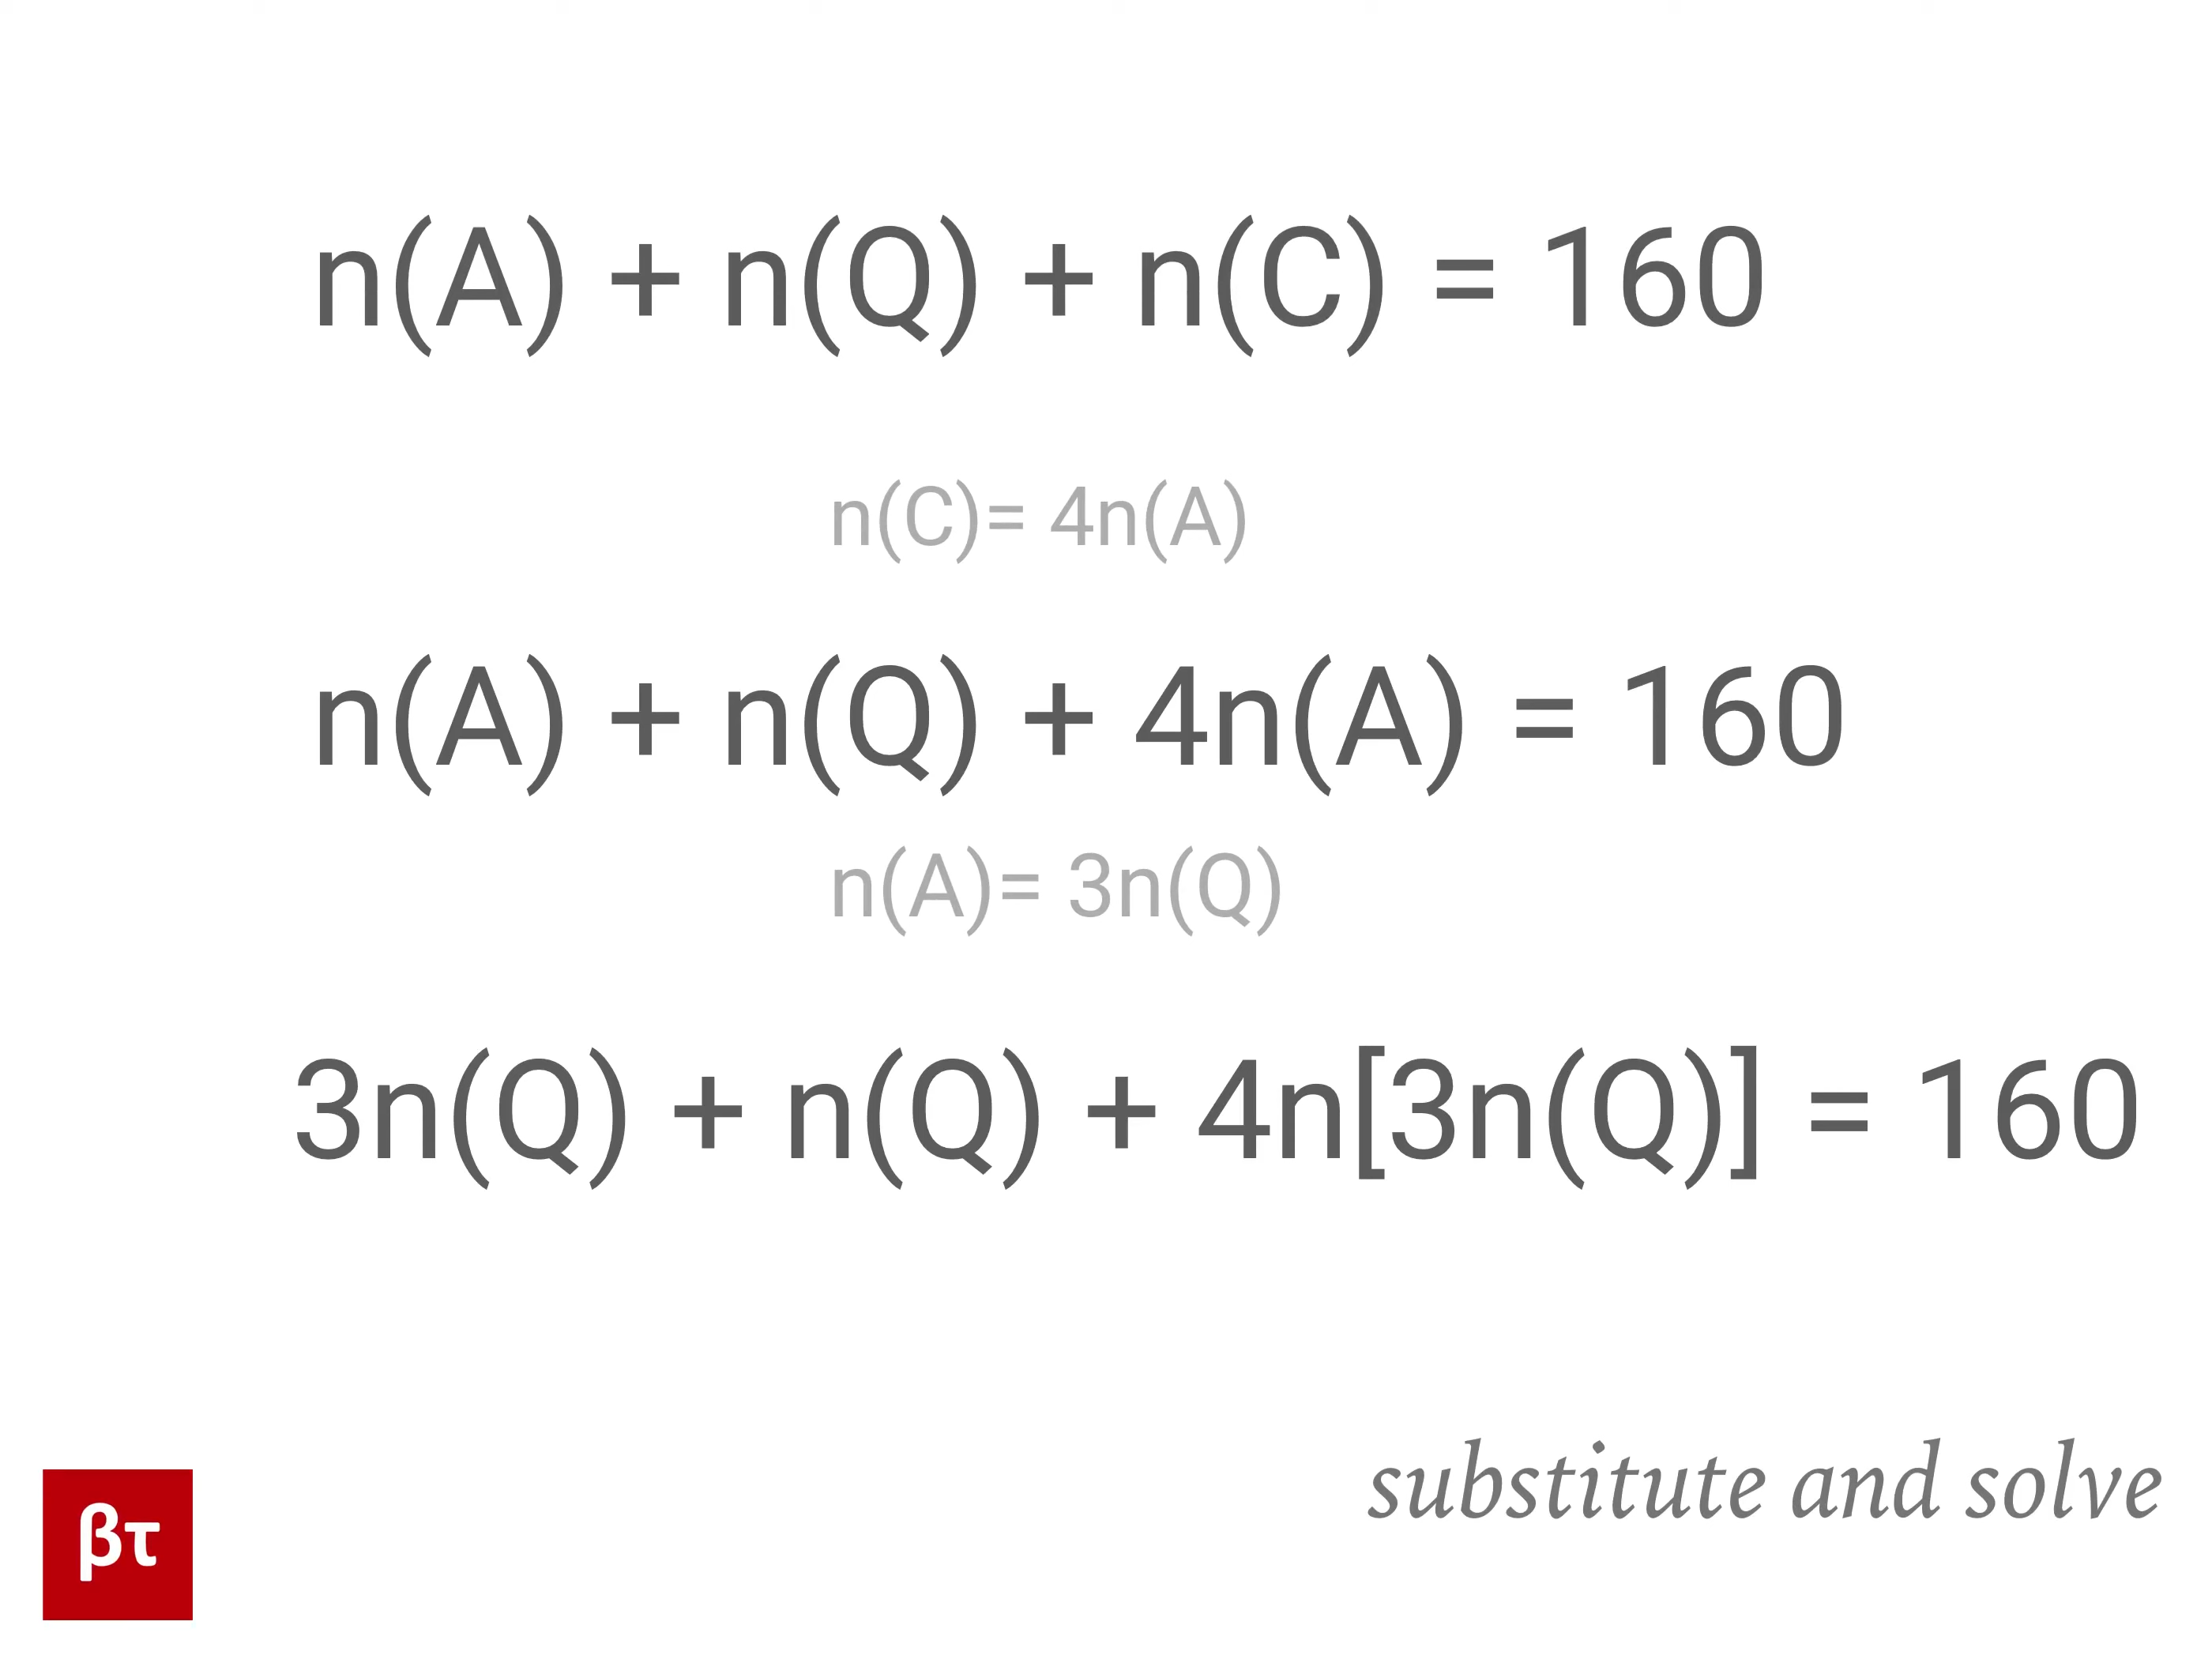 n(A) + n(Q) + n(C) = 160
n(C)= 4n(A)
n(A) + n(Q) + 4n(A) = 160
n(A)= 3n(Q)
3n(Q) + n(Q) + 4n[3n(Q)] = 160
substitute and solve
βτ